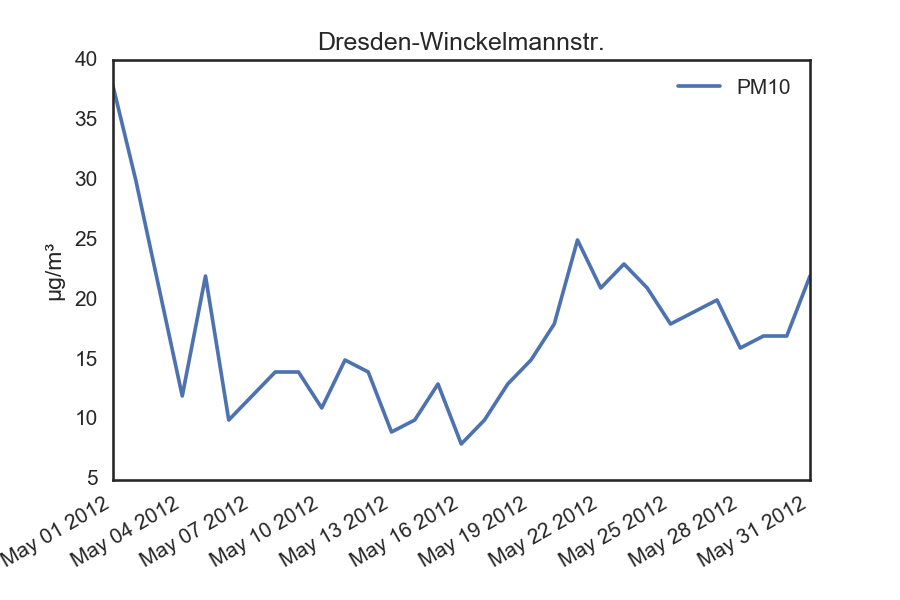 Dresden-Winckelmannstr.
40
35
30
25
20
15
10
5
µg/m³
PM10
May 01 2012
May 04 2012
May 07 2012
May 10 2012
May 13 2012
May 16 2012
May 19 2012
May 22 2012
May 25 2012
May 28 2012
May 31 2012